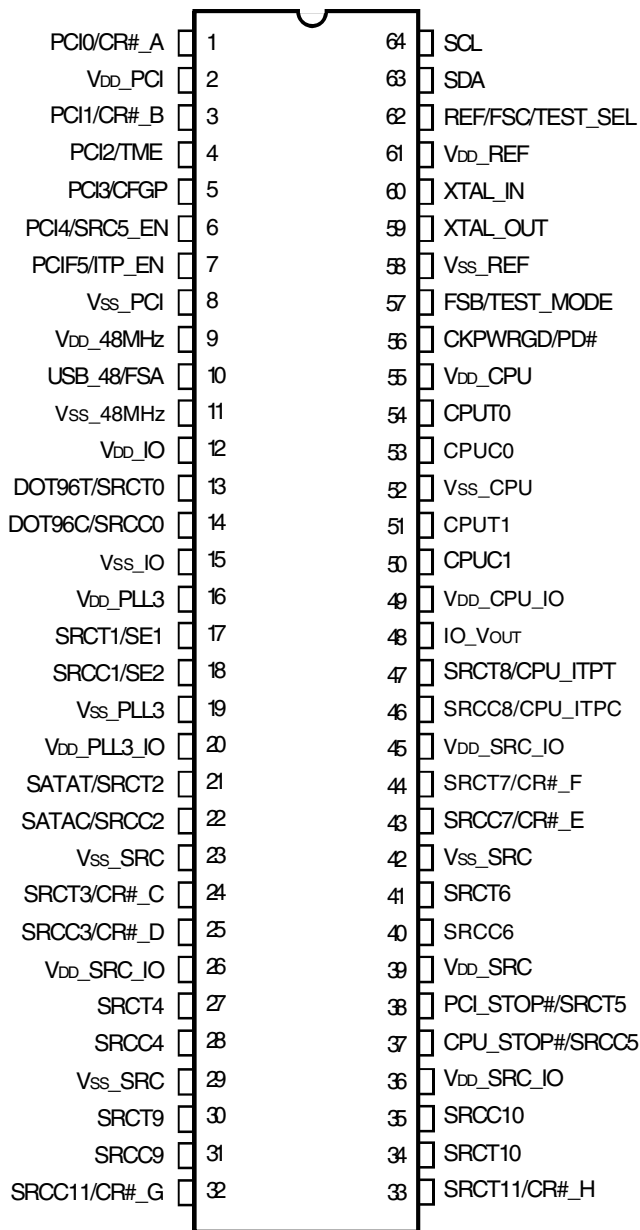 PCI0/CR#_A 1 64 SCL
VDD_PCI 2 63 SDA
PCI1/CR#_B 3 62 REF/FSC/TEST_SEL
PCI2/TME 4 61 VDD_REF
PCI3/CFGP 5 60 XTAL_IN
PCI4/SRC5_EN 6 59 XTAL_OUT
PCIF5/ITP_EN 7 58 VSS_REF
VSS_PCI 8 57 FSB/TEST_MODE
VDD_48MHz 9 56 CKPWRGD/PD#
USB_48/FSA 10 55 VDD_CPU
VSS_48MHz 11 54 CPUT0
VDD_IO 12 53 CPUC0
DOT96T/SRCT0 13 52 VSS_CPU
DOT96C/SRCC0 14 51 CPUT1
VSS_IO 15 50 CPUC1
VDD_PLL3 16 49 VDD_CPU_IO
SRCT1/SE1 17 48 IO_VOUT
SRCC1/SE2 18 47 SRCT8/CPU_ITPT
VSS_PLL3 19 46 SRCC8/CPU_ITPC
VDD_PLL3_IO 20 45 VDD_SRC_IO
SATAT/SRCT2 21 44 SRCT7/CR#_F
SATAC/SRCC2 22 43 SRCC7/CR#_E
VSS_SRC 23 42 VSS_SRC
SRCT3/CR#_C 24 41 SRCT6
SRCC3/CR#_D 25 40 SRCC6
VDD_SRC_IO 26 39 VDD_SRC
SRCT4 27 38 PCI_STOP#/SRCT5
SRCC4 28 37 CPU_STOP#/SRCC5
VSS_SRC 29 36 VDD_SRC_IO
SRCT9 30 35 SRCC10
SRCC9 31 34 SRCT10
SRCC11/CR#_G 32 33 SRCT11/CR#_H